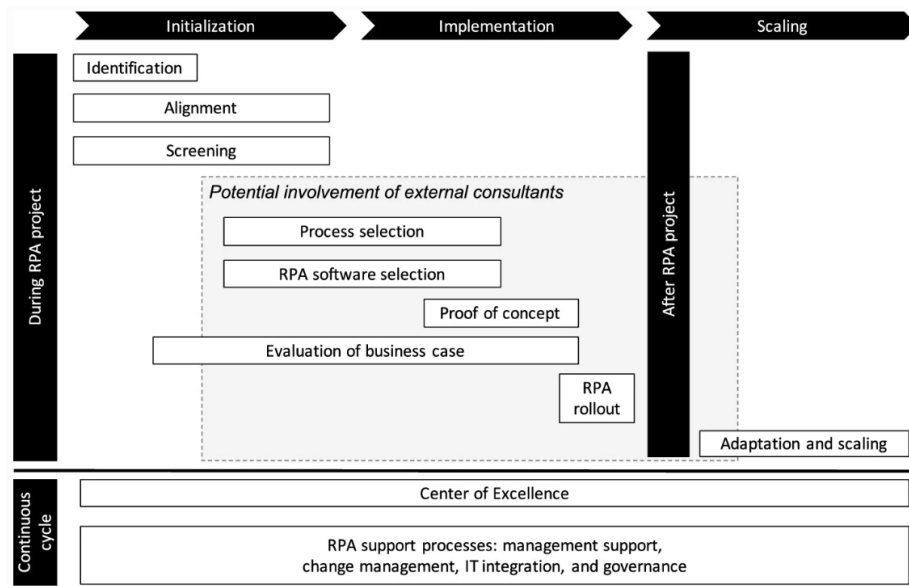 Initialization
Implementation
Scaling
During RPA project
Identification
Alignment
Screening
Potential involvement of external consultants
Process selection
RPA software selection
Proof of concept
Evaluation of business case
RPA
rollout
After RPA project
Adaptation and scaling
Continuous
cycle
Center of Excellence
RPA support processes: management support,
change management, IT integration, and governance